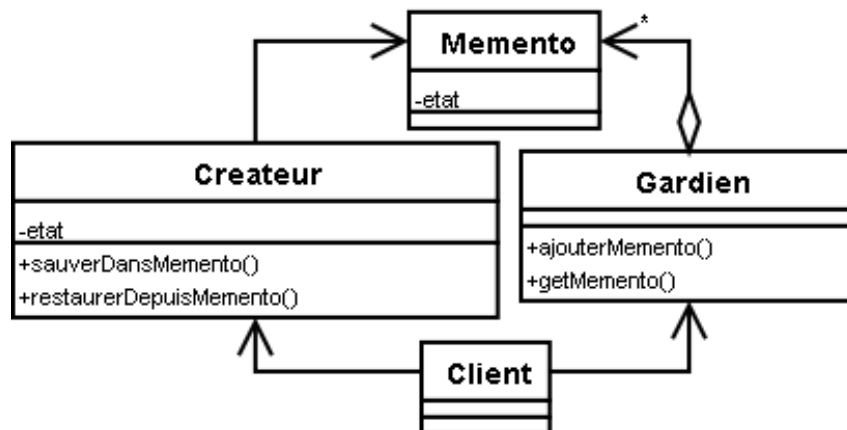 Memento
*
-etat
Createur
-etat
+sauverDansMemento()
+restaurerDepuisMemento()
Gardien
+ajouterMemento()
+getMemento()
Client